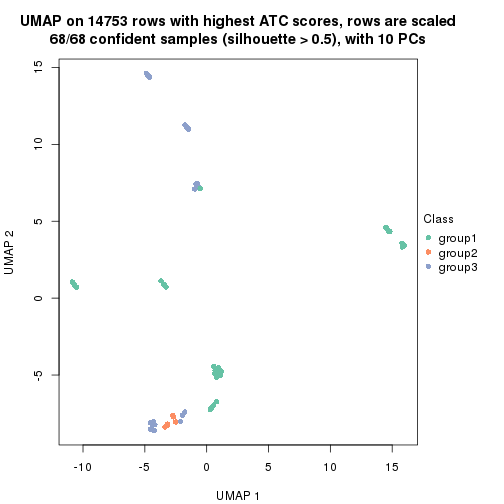 UMAP on 14753 rows with highest ATC scores, rows are scaled
68/68 confident samples (silhouette > 0.5), with 10 PCs
15
10
5
0
-5
UMAP 2
-10
-5
0
5
10
15
UMAP 1
Class
group1
group2
group3